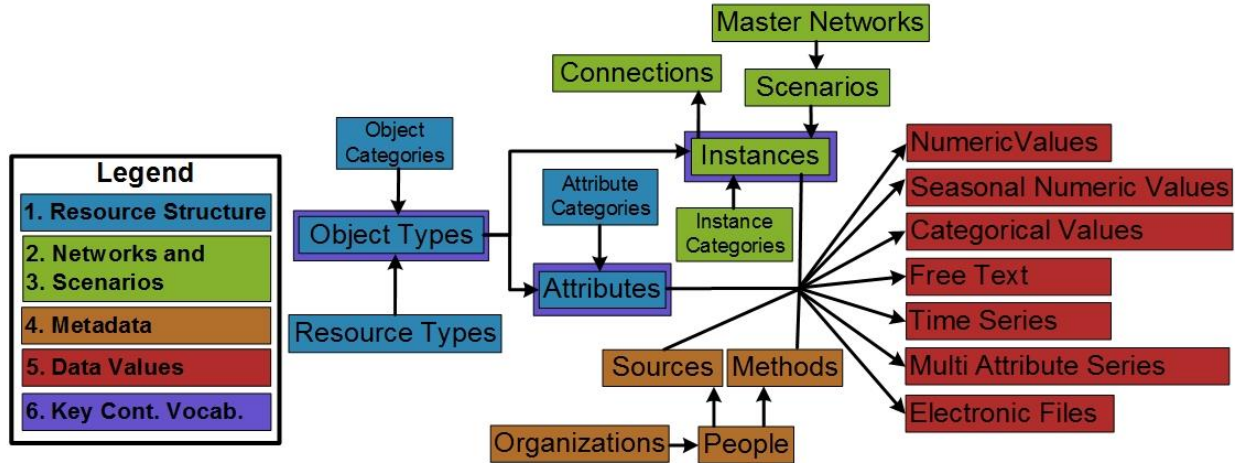 Master Networks
Connections
Scenarios
Object
Categories
Instances
NumericValues
Legend
Attribute
Categories
Seasonal Numeric Values
1. Resource Structure
Object Types
Instance
Categories
Categorical Values
2. Networks and
3. Scenarios
Attributes
Free Text
4. Metadata
Resource Types
Time Series
5. Data Values
Sources
Methods
Multi Attribute Series
6. Key Cont. Vocab.
Organizations
People
Electronic Files